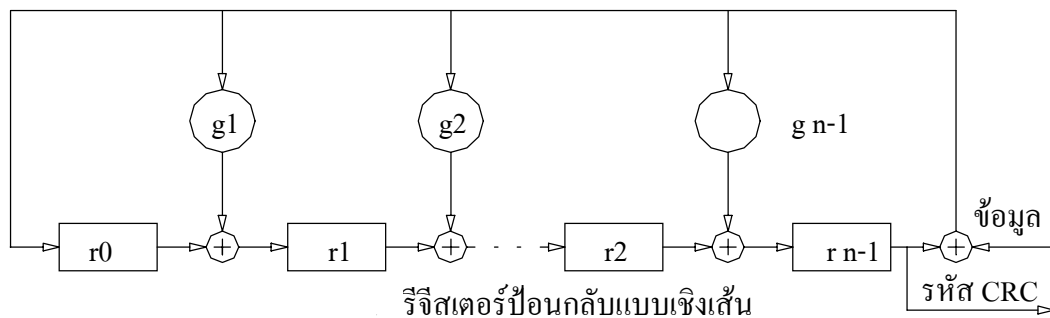 g1
g2
g n-1
ข้อมูล
r0
r1
r2
r n-1
รหัส CRC
รีจีสเตอร์ป้อนกลับแบบเชิงเส้น